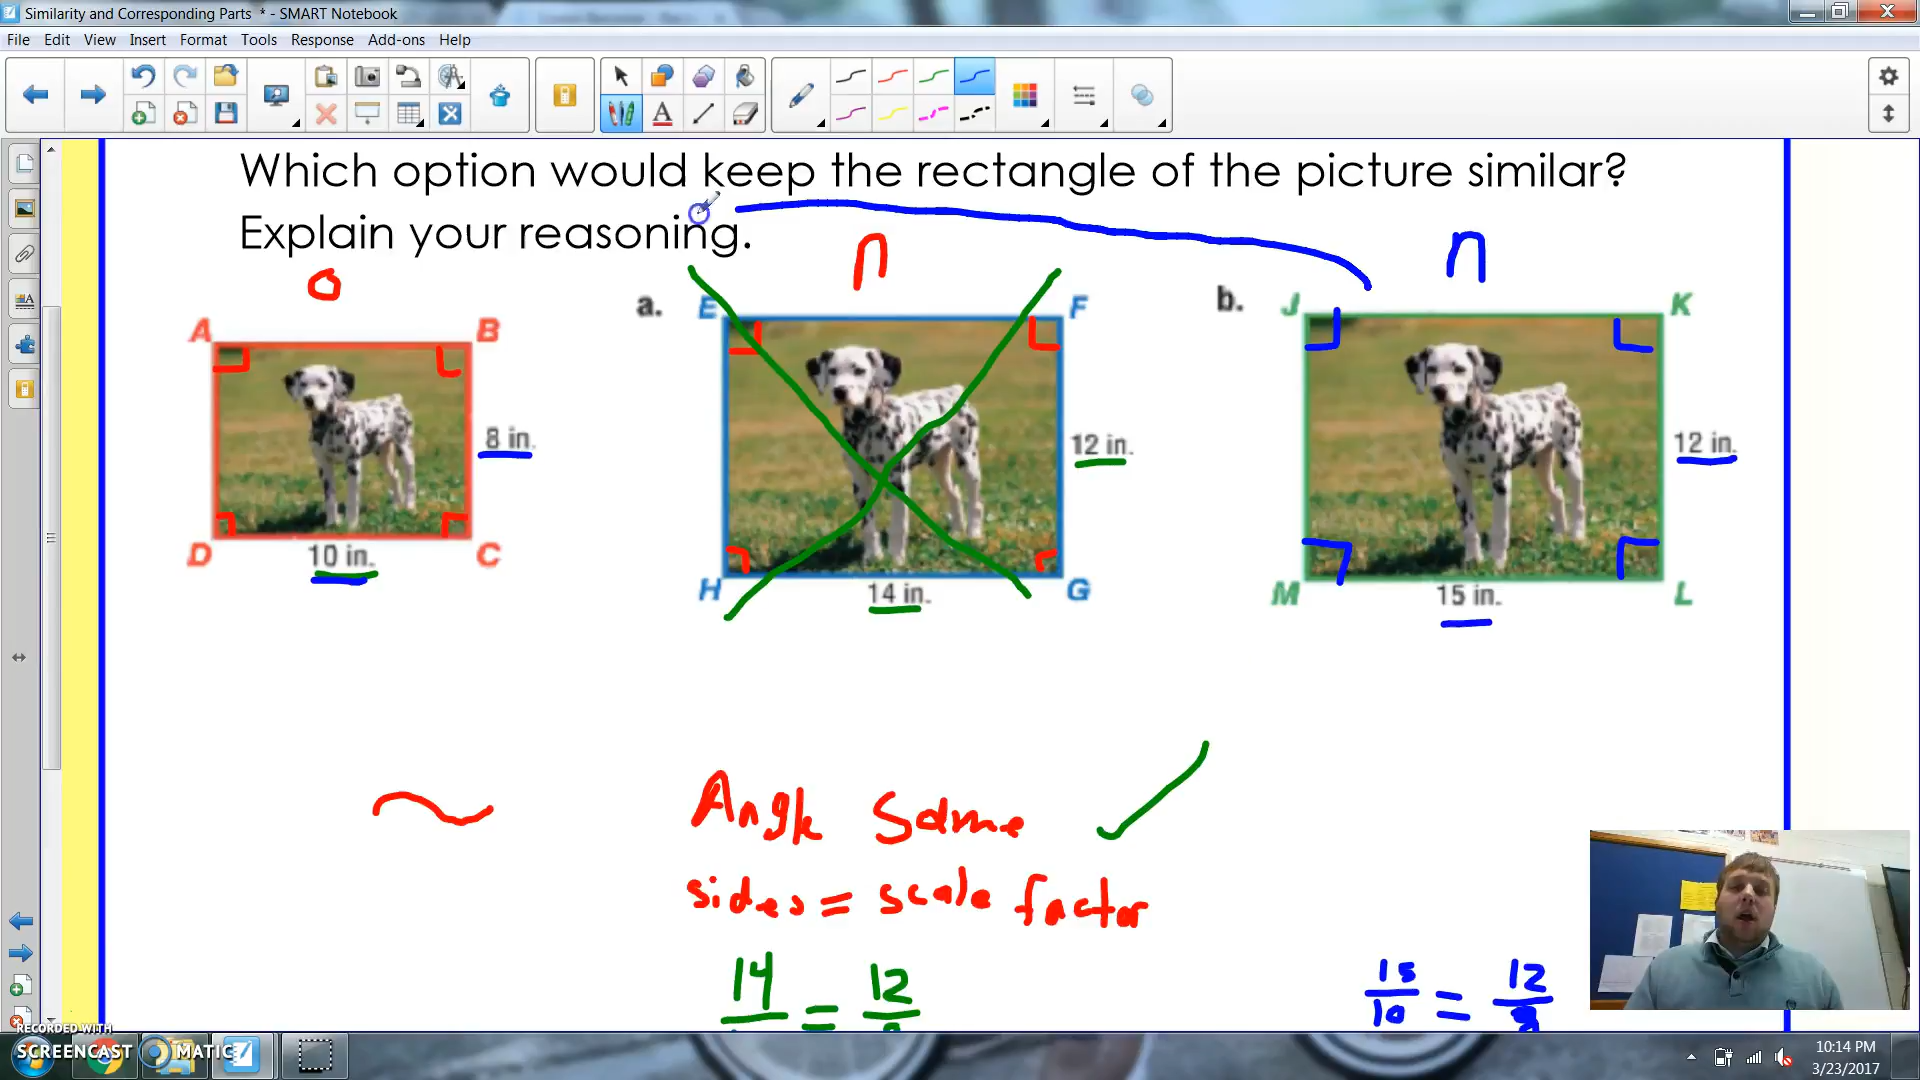 Similarity and Corresponding Parts * - SMART Notebook
File Edit View Insert Format Tools Response Add-ons Help
Which option would keep the rectangle of the picture similar?
Explain your reasoning.
O
n
n
a.
b.
A B
E F
J K
8 in.
12 in.
12 in.
D C
10 in.
H G
14 in.
M L
15 in.
~
Angle Same
sides = scale factor
14 = 12
15 = 12
10 8
RECORDED WITH
SCREENCAST MATIC
10:14 PM
3/23/2017